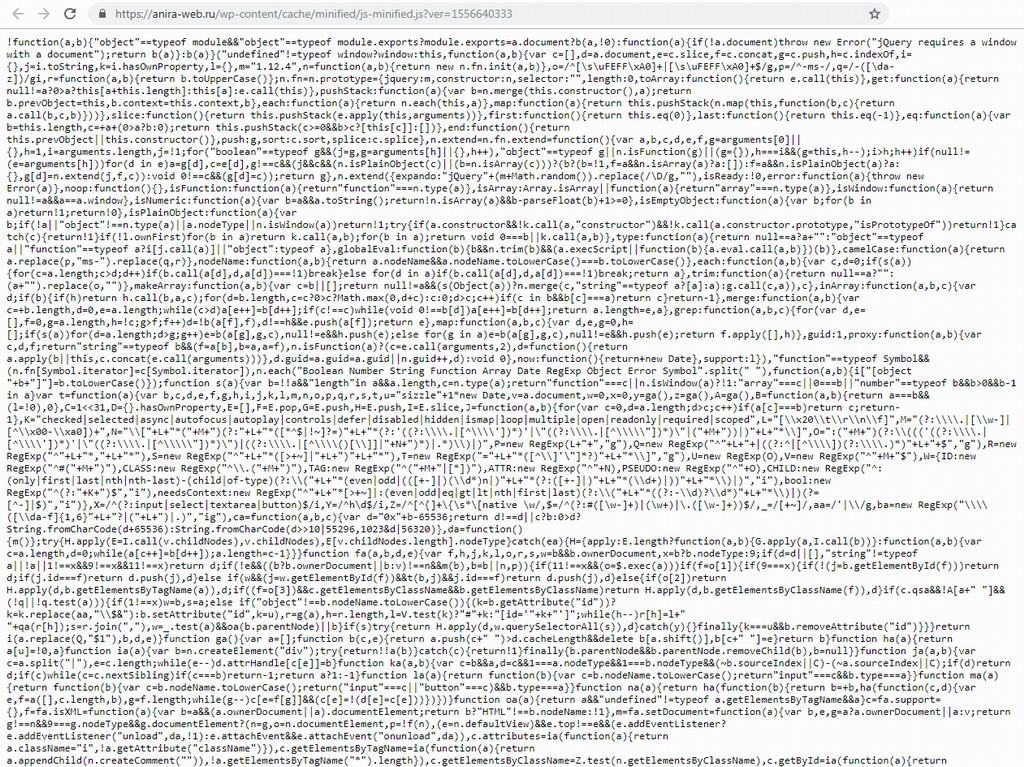 https://anira-web.ru/wp-content/cache/minified/js-minified.js?ver=1556640333
!function(a,b){"object"==typeof module&&"object"==typeof module.exports?module.exports=a.document?b(a,!0):function(a){if(!a.document)throw new Error("jQuery requires a window
with a document");return b(a)}:b(a)}("undefined"!=typeof window?window:this,function(a,b){var c=[],d=a.document,e=c.slice,f=c.concat,g=c.push,h=c.indexOf,i=
{},j=i.toString,k=i.hasOwnProperty,l={},m="1.12.4",n=function(a,b){return new n.fn.init(a,b)},o=/^[\s\uFEFF\xA0]+|[\s\uFEFF\xA0]+$/g,p=/^-ms-/,q=/-([\da-
z])/gi,r=function(a,b){return b.toUpperCase()};n.fn=n.prototype={jquery:m,constructor:n,selector:"",length:0,toArray:function(){return e.call(this)},get:function(a){return
null!=a?0>a?this[a+this.length]:this[a]:e.call(this)},pushStack:function(a){var b=n.merge(this.constructor(),a);return
b.prevObject=this,b.context=this.context,b},each:function(a){return n.each(this,a)},map:function(a){return this.pushStack(n.map(this,function(b,c){return
a.call(b,c,b)}))},slice:function(){return this.pushStack(e.apply(this,arguments))},first:function(){return this.eq(0)},last:function(){return this.eq(-1)},eq:function(a){var
b=this.length,c=+a+(0>a?b:0);return this.pushStack(c>=0&&b>c?[this[c]]:[])},end:function(){return
this.prevObject||this.constructor()},push:g,sort:c.sort,splice:c.splice},n.extend=n.fn.extend=function(){var a,b,c,d,e,f,g=arguments[0]||
{},h=1,i=arguments.length,j=!1;for("boolean"==typeof g&&(j=g,g=arguments[h]||{},h++),"object"==typeof g||n.isFunction(g)||(g={}),h===i&&(g=this,h--);i>h;h++)if(null!=
(e=arguments[h]))for(d in e)a=g[d],c=e[d],g!==c&&(j&&c&&(n.isPlainObject(c)||(b=n.isArray(c)))?(b?(b=!1,f=a&&n.isArray(a)?a:[]):f=a&&n.isPlainObject(a)?a:
{},g[d]=n.extend(j,f,c)):void 0!==c&&(g[d]=c));return g},n.extend({expando:"jQuery"+(m+Math.random()).replace(/\D/g,""),isReady:!0,error:function(a){throw new
Error(a)},noop:function(){},isFunction:function(a){return"function"===n.type(a)},isArray:Array.isArray||function(a){return"array"===n.type(a)},isWindow:function(a){return
null!=a&&a==a.window},isNumeric:function(a){var b=a&&a.toString();return!n.isArray(a)&&b-parseFloat(b)+1>=0},isEmptyObject:function(a){var b;for(b in
a)return!1;return!0},isPlainObject:function(a){var
b;if(!a||"object"!==n.type(a)||a.nodeType||n.isWindow(a))return!1;try{if(a.constructor&&!k.call(a,"constructor")&&!k.call(a.constructor.prototype,"isPrototypeOf"))return!1}ca
tch(c){return!1}if(!l.ownFirst)for(b in a)return k.call(a,b);for(b in a);return void 0===b||k.call(a,b)},type:function(a){return null==a?a+"":"object"==typeof
a||"function"==typeof a?i[j.call(a)]||"object":typeof a},globalEval:function(b){b&&n.trim(b)&&(a.execScript||function(b){a.eval.call(a,b)})(b)},camelCase:function(a){return
a.replace(p,"ms-").replace(q,r)},nodeName:function(a,b){return a.nodeName&&a.nodeName.toLowerCase()===b.toLowerCase()},each:function(a,b){var c,d=0;if(s(a))
{for(c=a.length;c>d;d++)if(b.call(a[d],d,a[d])===!1)break}else for(d in a)if(b.call(a[d],d,a[d])===!1)break;return a},trim:function(a){return null==a?"":
(a+"").replace(o,"")},makeArray:function(a,b){var c=b||[];return null!=a&&(s(Object(a))?n.merge(c,"string"==typeof a?[a]:a):g.call(c,a)),c},inArray:function(a,b,c){var
d;if(b){if(h)return h.call(b,a,c);for(d=b.length,c=c?0>c?Math.max(0,d+c):c:0;d>c;c++)if(c in b&&b[c]===a)return c}return-1},merge:function(a,b){var
c=+b.length,d=0,e=a.length;while(c>d)a[e++]=b[d++];if(c!==c)while(void 0!==b[d])a[e++]=b[d++];return a.length=e,a},grep:function(a,b,c){for(var d,e=
[],f=0,g=a.length,h=!c;g>f;f++)d=!b(a[f],f),d!==h&&e.push(a[f]);return e},map:function(a,b,c){var d,e,g=0,h=
[];if(s(a))for(d=a.length;d>g;g++)e=b(a[g],g,c),null!=e&&h.push(e);else for(g in a)e=b(a[g],g,c),null!=e&&h.push(e);return f.apply([],h)},guid:1,proxy:function(a,b){var
c,d,f;return"string"==typeof b&&(f=a[b],b=a,a=f),n.isFunction(a)?(c=e.call(arguments,2),d=function(){return
a.apply(b||this,c.concat(e.call(arguments)))},d.guid=a.guid=a.guid||n.guid++,d):void 0},now:function(){return+new Date},support:l}),"function"==typeof Symbol&&
(n.fn[Symbol.iterator]=c[Symbol.iterator]),n.each("Boolean Number String Function Array Date RegExp Object Error Symbol".split(" "),function(a,b){i["[object
"+b+"]"]=b.toLowerCase()});function s(a){var b=!!a&&"length"in a&&a.length,c=n.type(a);return"function"===c||n.isWindow(a)?!1:"array"===c||0===b||"number"==typeof b&&b>0&&b-1
in a}var t=function(a){var b,c,d,e,f,g,h,i,j,k,l,m,n,o,p,q,r,s,t,u="sizzle"+1*new Date,v=a.document,w=0,x=0,y=ga(),z=ga(),A=ga(),B=function(a,b){return a===b&&
(l=!0),0},C=1<<31,D={}.hasOwnProperty,E=[],F=E.pop,G=E.push,H=E.push,I=E.slice,J=function(a,b){for(var c=0,d=a.length;d>c;c++)if(a[c]===b)return c;return-
1},K="checked|selected|async|autofocus|autoplay|controls|defer|disabled|hidden|ismap|loop|multiple|open|readonly|required|scoped",L="[\\x20\\t\\r\\n\\f]",M="(?:\\\\.|[\\w-]|
[^\\x00-\\xa0])+",N="\\["+L+"*("+M+")(?:"+L+"*([*^$|!~]?=)"+L+"*(?:'((?:\\\\.|[^\\\\'])*)'|\"((?:\\\\.|[^\\\\\"])*)\"|("+M+"))|)"+L+"*\\]",O=":("+M+")(?:\\((('((?:\\\\.|
[^\\\\'])*)'|\"((?:\\\\.|[^\\\\\"])*)\")|((?:\\\\.|[^\\\\()[\\]]|"+N+")*)|.*)\\)|)",P=new RegExp(L+"+","g"),Q=new RegExp("^"+L+"+|((?:^|[^\\\\])(?:\\\\.)*)"+L+"+$","g"),R=new
RegExp("^"+L+"*,"+L+"*"),S=new RegExp("^"+L+"*([>+~]|"+L+")"+L+"*"),T=new RegExp("="+L+"*([^\\]'\"]*?)"+L+"*\\]","g"),U=new RegExp(O),V=new RegExp("^"+M+"$"),W={ID:new
RegExp("^#("+M+")"),CLASS:new RegExp("^\\.("+M+")"),TAG:new RegExp("^("+M+"|[*])"),ATTR:new RegExp("^"+N),PSEUDO:new RegExp("^"+O),CHILD:new RegExp("^:
(only|first|last|nth|nth-last)-(child|of-type)(?:\\("+L+"*(even|odd|(([+-]|)(\\d*)n|)"+L+"*(?:([+-]|)"+L+"*(\\d+)|))"+L+"*\\)|)","i"),bool:new
RegExp("^(?:"+K+")$","i"),needsContext:new RegExp("^"+L+"*[>+~]|:(even|odd|eq|gt|lt|nth|first|last)(?:\\("+L+"*((?:-\\d)?\\d*)"+L+"*\\)|)(?=
[^-]|$)","i")},X=/^(?:input|select|textarea|button)$/i,Y=/^h\d$/i,Z=/^[^{]+\{\s*\[native \w/,$=/^(?:#([\w-]+)|(\w+)|\.([\w-]+))$/,_=/[+~]/,aa=/'|\\/g,ba=new RegExp("\\\\
([\\da-f]{1,6}"+L+"?|("+L+")|.)","ig"),ca=function(a,b,c){var d="0x"+b-65536;return d!==d||c?b:0>d?
String.fromCharCode(d+65536):String.fromCharCode(d>>10|55296,1023&d|56320)},da=function()
{m()};try{H.apply(E=I.call(v.childNodes),v.childNodes),E[v.childNodes.length].nodeType}catch(ea){H={apply:E.length?function(a,b){G.apply(a,I.call(b))}:function(a,b){var
c=a.length,d=0;while(a[c++]=b[d++]);a.length=c-1}}}function fa(a,b,d,e){var f,h,j,k,l,o,r,s,w=b&&b.ownerDocument,x=b?b.nodeType:9;if(d=d||[],"string"!=typeof
a||!a||1!==x&&9!==x&&11!==x)return d;if(!e&&((b?b.ownerDocument||b:v)!==n&&m(b),b=b||n,p)){if(11!==x&&(o=$.exec(a)))if(f=o[1]){if(9===x){if(!(j=b.getElementById(f)))return
d;if(j.id===f)return d.push(j),d}else if(w&&(j=w.getElementById(f))&&t(b,j)&&j.id===f)return d.push(j),d}else{if(o[2])return
H.apply(d,b.getElementsByTagName(a)),d;if((f=o[3])&&c.getElementsByClassName&&b.getElementsByClassName)return H.apply(d,b.getElementsByClassName(f)),d}if(c.qsa&&!A[a+" "]&&
(!q||!q.test(a))){if(1!==x)w=b,s=a;else if("object"!==b.nodeName.toLowerCase()){(k=b.getAttribute("id"))?
k=k.replace(aa,"\\$&"):b.setAttribute("id",k=u),r=g(a),h=r.length,l=V.test(k)?"#"+k:"[id='"+k+"']";while(h--)r[h]=l+"
"+qa(r[h]);s=r.join(","),w=_.test(a)&&oa(b.parentNode)||b}if(s)try{return H.apply(d,w.querySelectorAll(s)),d}catch(y){}finally{k===u&&b.removeAttribute("id")}}}return
i(a.replace(Q,"$1"),b,d,e)}function ga(){var a=[];function b(c,e){return a.push(c+" ")>d.cacheLength&&delete b[a.shift()],b[c+" "]=e}return b}function ha(a){return
a[u]=!0,a}function ia(a){var b=n.createElement("div");try{return!!a(b)}catch(c){return!1}finally{b.parentNode&&b.parentNode.removeChild(b),b=null}}function ja(a,b){var
c=a.split("|"),e=c.length;while(e--)d.attrHandle[c[e]]=b}function ka(a,b){var c=b&&a,d=c&&1===a.nodeType&&1===b.nodeType&&(~b.sourceIndex||C)-(~a.sourceIndex||C);if(d)return
d;if(c)while(c=c.nextSibling)if(c===b)return-1;return a?1:-1}function la(a){return function(b){var c=b.nodeName.toLowerCase();return"input"===c&&b.type===a}}function ma(a)
{return function(b){var c=b.nodeName.toLowerCase();return("input"===c||"button"===c)&&b.type===a}}function na(a){return ha(function(b){return b=+b,ha(function(c,d){var
e,f=a([],c.length,b),g=f.length;while(g--)c[e=f[g]]&&(c[e]=!(d[e]=c[e]))})})}function oa(a){return a&&"undefined"!=typeof a.getElementsByTagName&&a}c=fa.support=
{},f=fa.isXML=function(a){var b=a&&(a.ownerDocument||a).documentElement;return b?"HTML"!==b.nodeName:!1},m=fa.setDocument=function(a){var b,e,g=a?a.ownerDocument||a:v;return
g!==n&&9===g.nodeType&&g.documentElement?(n=g,o=n.documentElement,p=!f(n),(e=n.defaultView)&&e.top!==e&&(e.addEventListener?
e.addEventListener("unload",da,!1):e.attachEvent&&e.attachEvent("onunload",da)),c.attributes=ia(function(a){return
a.className="i",!a.getAttribute("className")}),c.getElementsByTagName=ia(function(a){return
a.appendChild(n.createComment("")),!a.getElementsByTagName("*").length}),c.getElementsByClassName=Z.test(n.getElementsByClassName),c.getById=ia(function(a){return